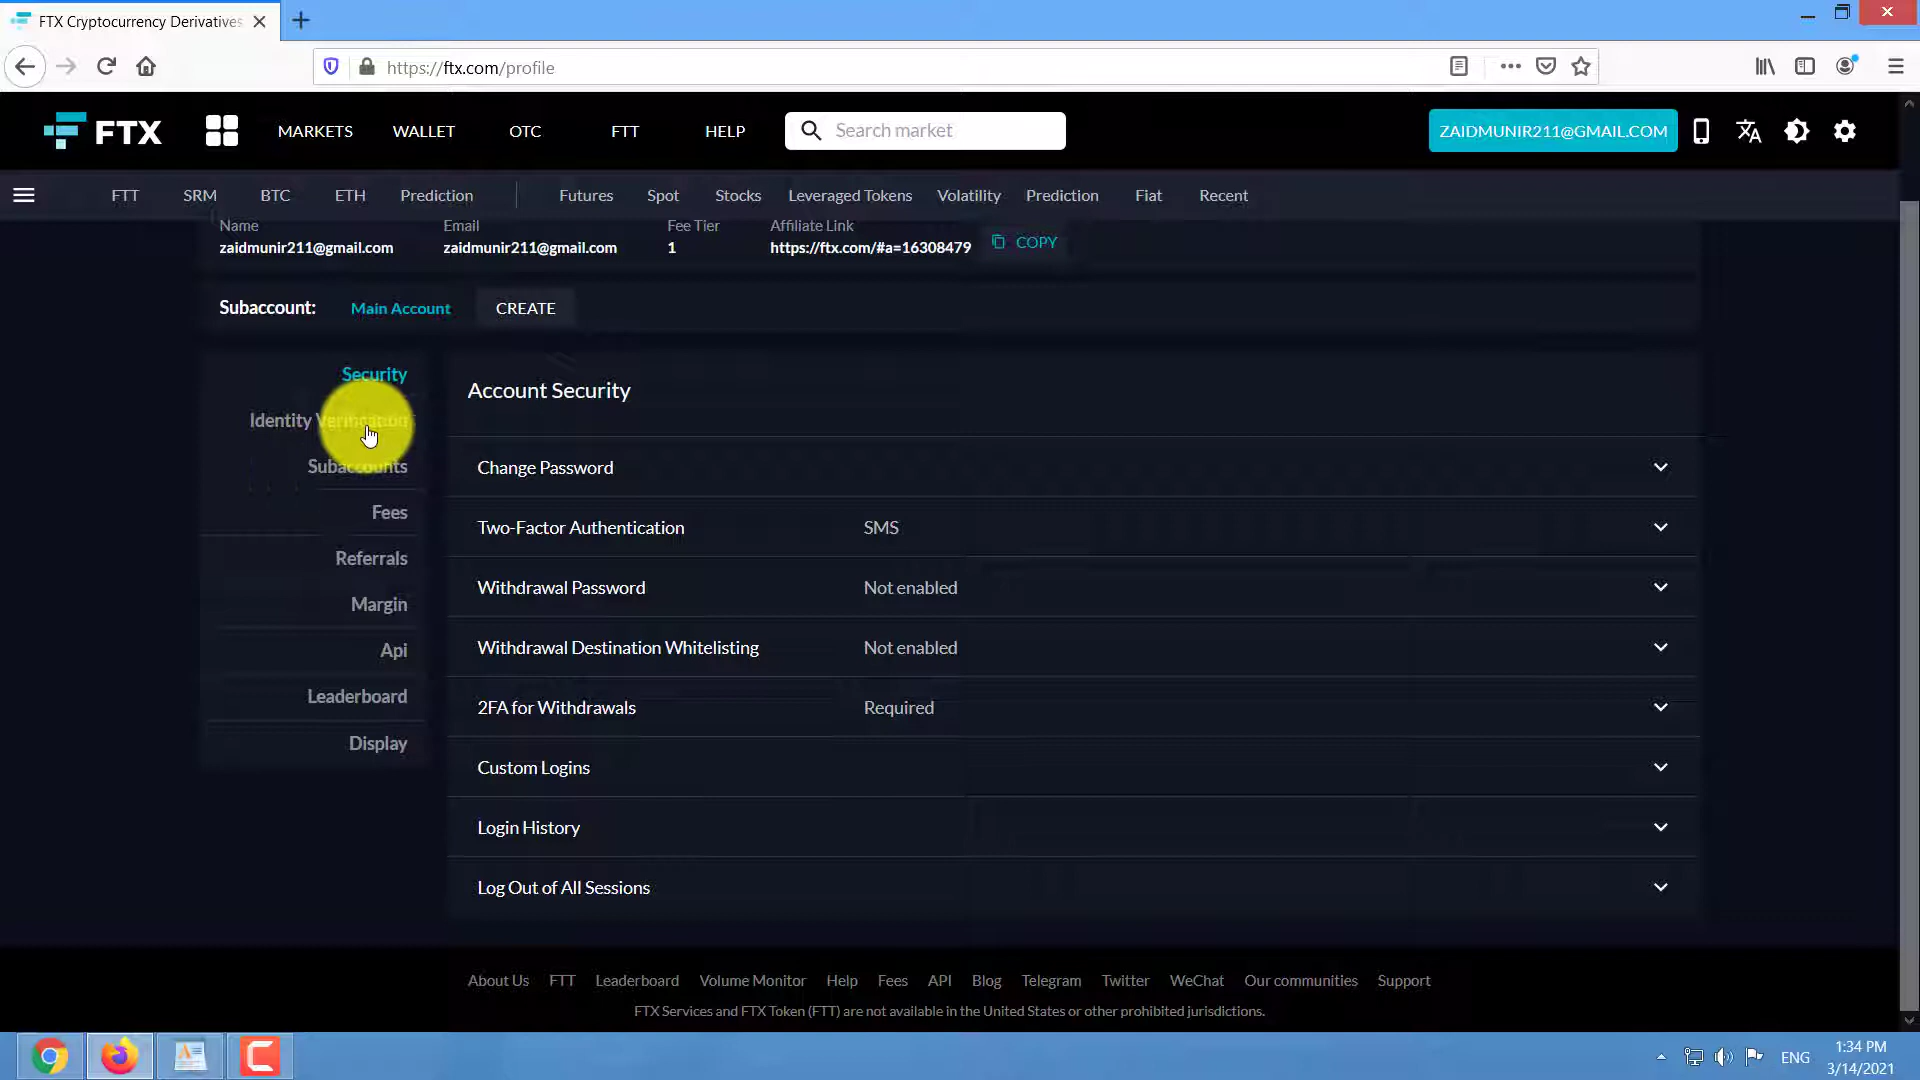 FTX Cryptocurrency Derivatives
https://ftx.com/profile
FTX MARKETS WALLET OTC FTT HELP Search market ZAIDMUNIR211@GMAIL.COM
FTT SRM BTC ETH Prediction Futures Spot Stocks Leveraged Tokens Volatility Prediction Fiat Recent
Name Email Fee Tier Affiliate Link
zaidmunir211@gmail.com zaidmunir211@gmail.com 1 https://ftx.com/#a=16308479 COPY
Subaccount: Main Account CREATE
Security
Identity Verification
Subaccounts
Fees
Referrals
Margin
Api
Leaderboard
Display
Account Security
Change Password
Two-Factor Authentication SMS
Withdrawal Password Not enabled
Withdrawal Destination Whitelisting Not enabled
2FA for Withdrawals Required
Custom Logins
Login History
Log Out of All Sessions
About Us FTT Leaderboard Volume Monitor Help Fees API Blog Telegram Twitter WeChat Our communities Support
FTX Services and FTX Token (FTT) are not available in the United States or other prohibited jurisdictions.
ENG
1:34 PM
3/14/2021